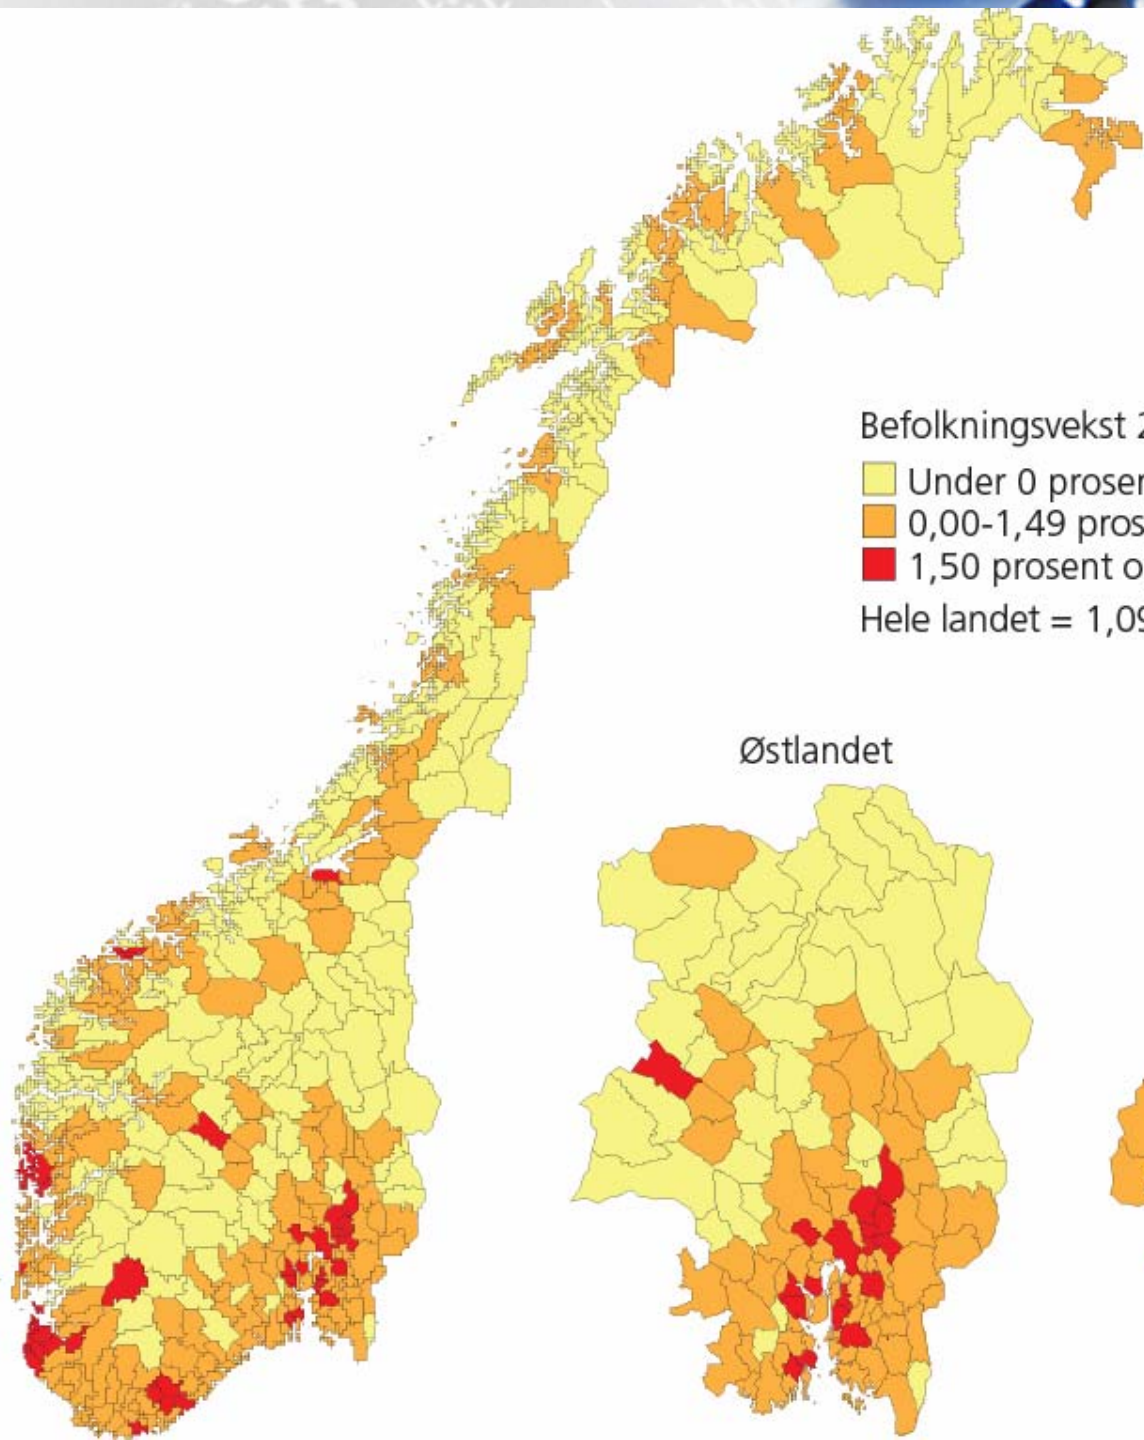 Befolkningsvekst
Under 0
0,00-1,49
1,50 prosent
Hele landet =
Østlandet